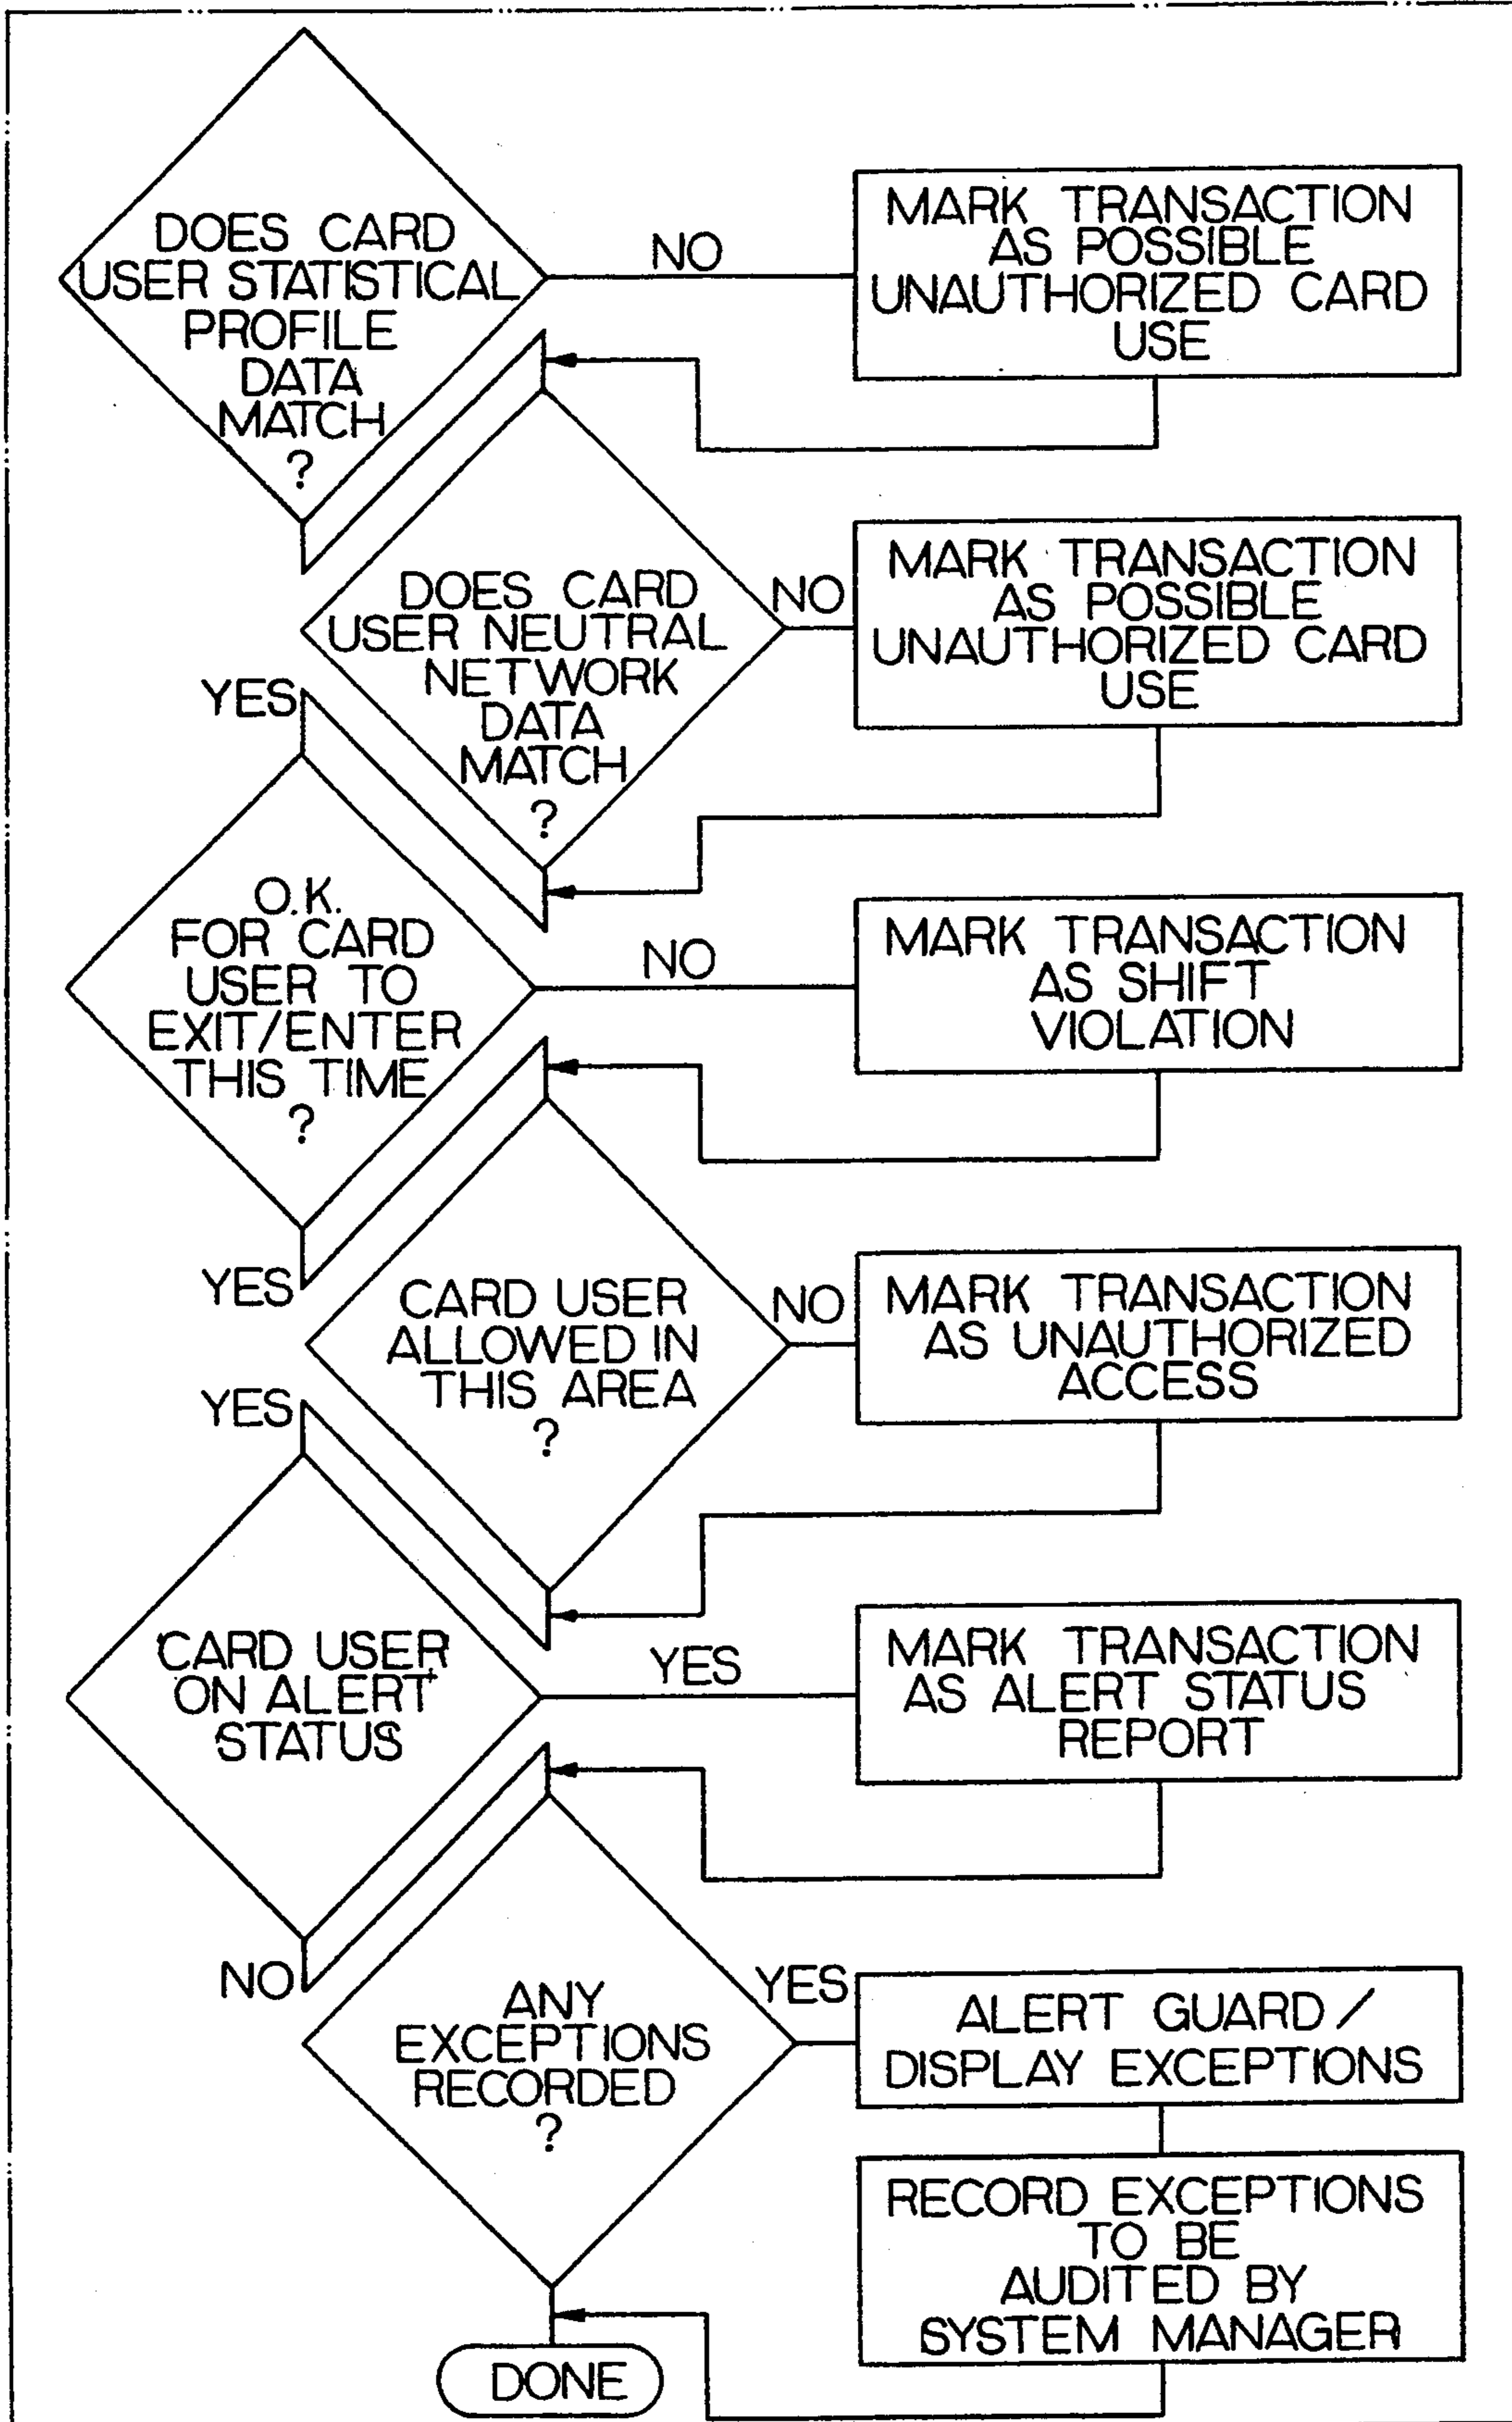 DOES CARD
USER STATISTICAL
PROFILE
DATA
MATCH
?
NO
MARK TRANSACTION
AS POSSIBLE
UNAUTHORIZED CARD
USE
DOES CARD
USER NEUTRAL
NETWORK
DATA
MATCH
?
NO
MARK TRANSACTION
AS POSSIBLE
UNAUTHORIZED CARD
USE
YES
O.K.
FOR CARD
USER TO
EXIT/ENTER
THIS TIME
?
NO
MARK TRANSACTION
AS SHIFT
VIOLATION
YES
CARD USER
ALLOWED IN
THIS AREA
?
NO
MARK TRANSACTION
AS UNAUTHORIZED
ACCESS
YES
CARD USER
ON ALERT
STATUS
YES
MARK TRANSACTION
AS ALERT STATUS
REPORT
NO
ANY
EXCEPTIONS
RECORDED
?
YES
ALERT GUARD /
DISPLAY EXCEPTIONS
RECORD EXCEPTIONS
TO BE
AUDITED BY
SYSTEM MANAGER
DONE